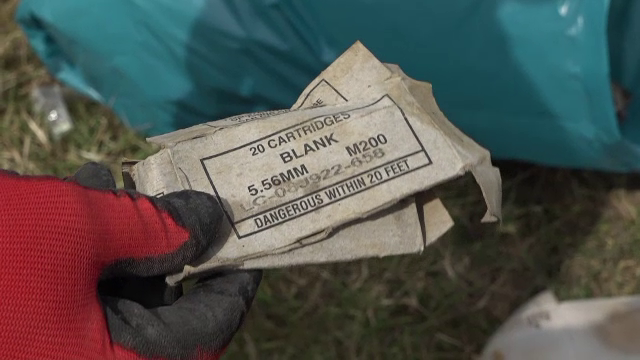 20 CARTRIDGES
BLANK
5.56MM M200
DANGEROUS WITHIN 20 FEET